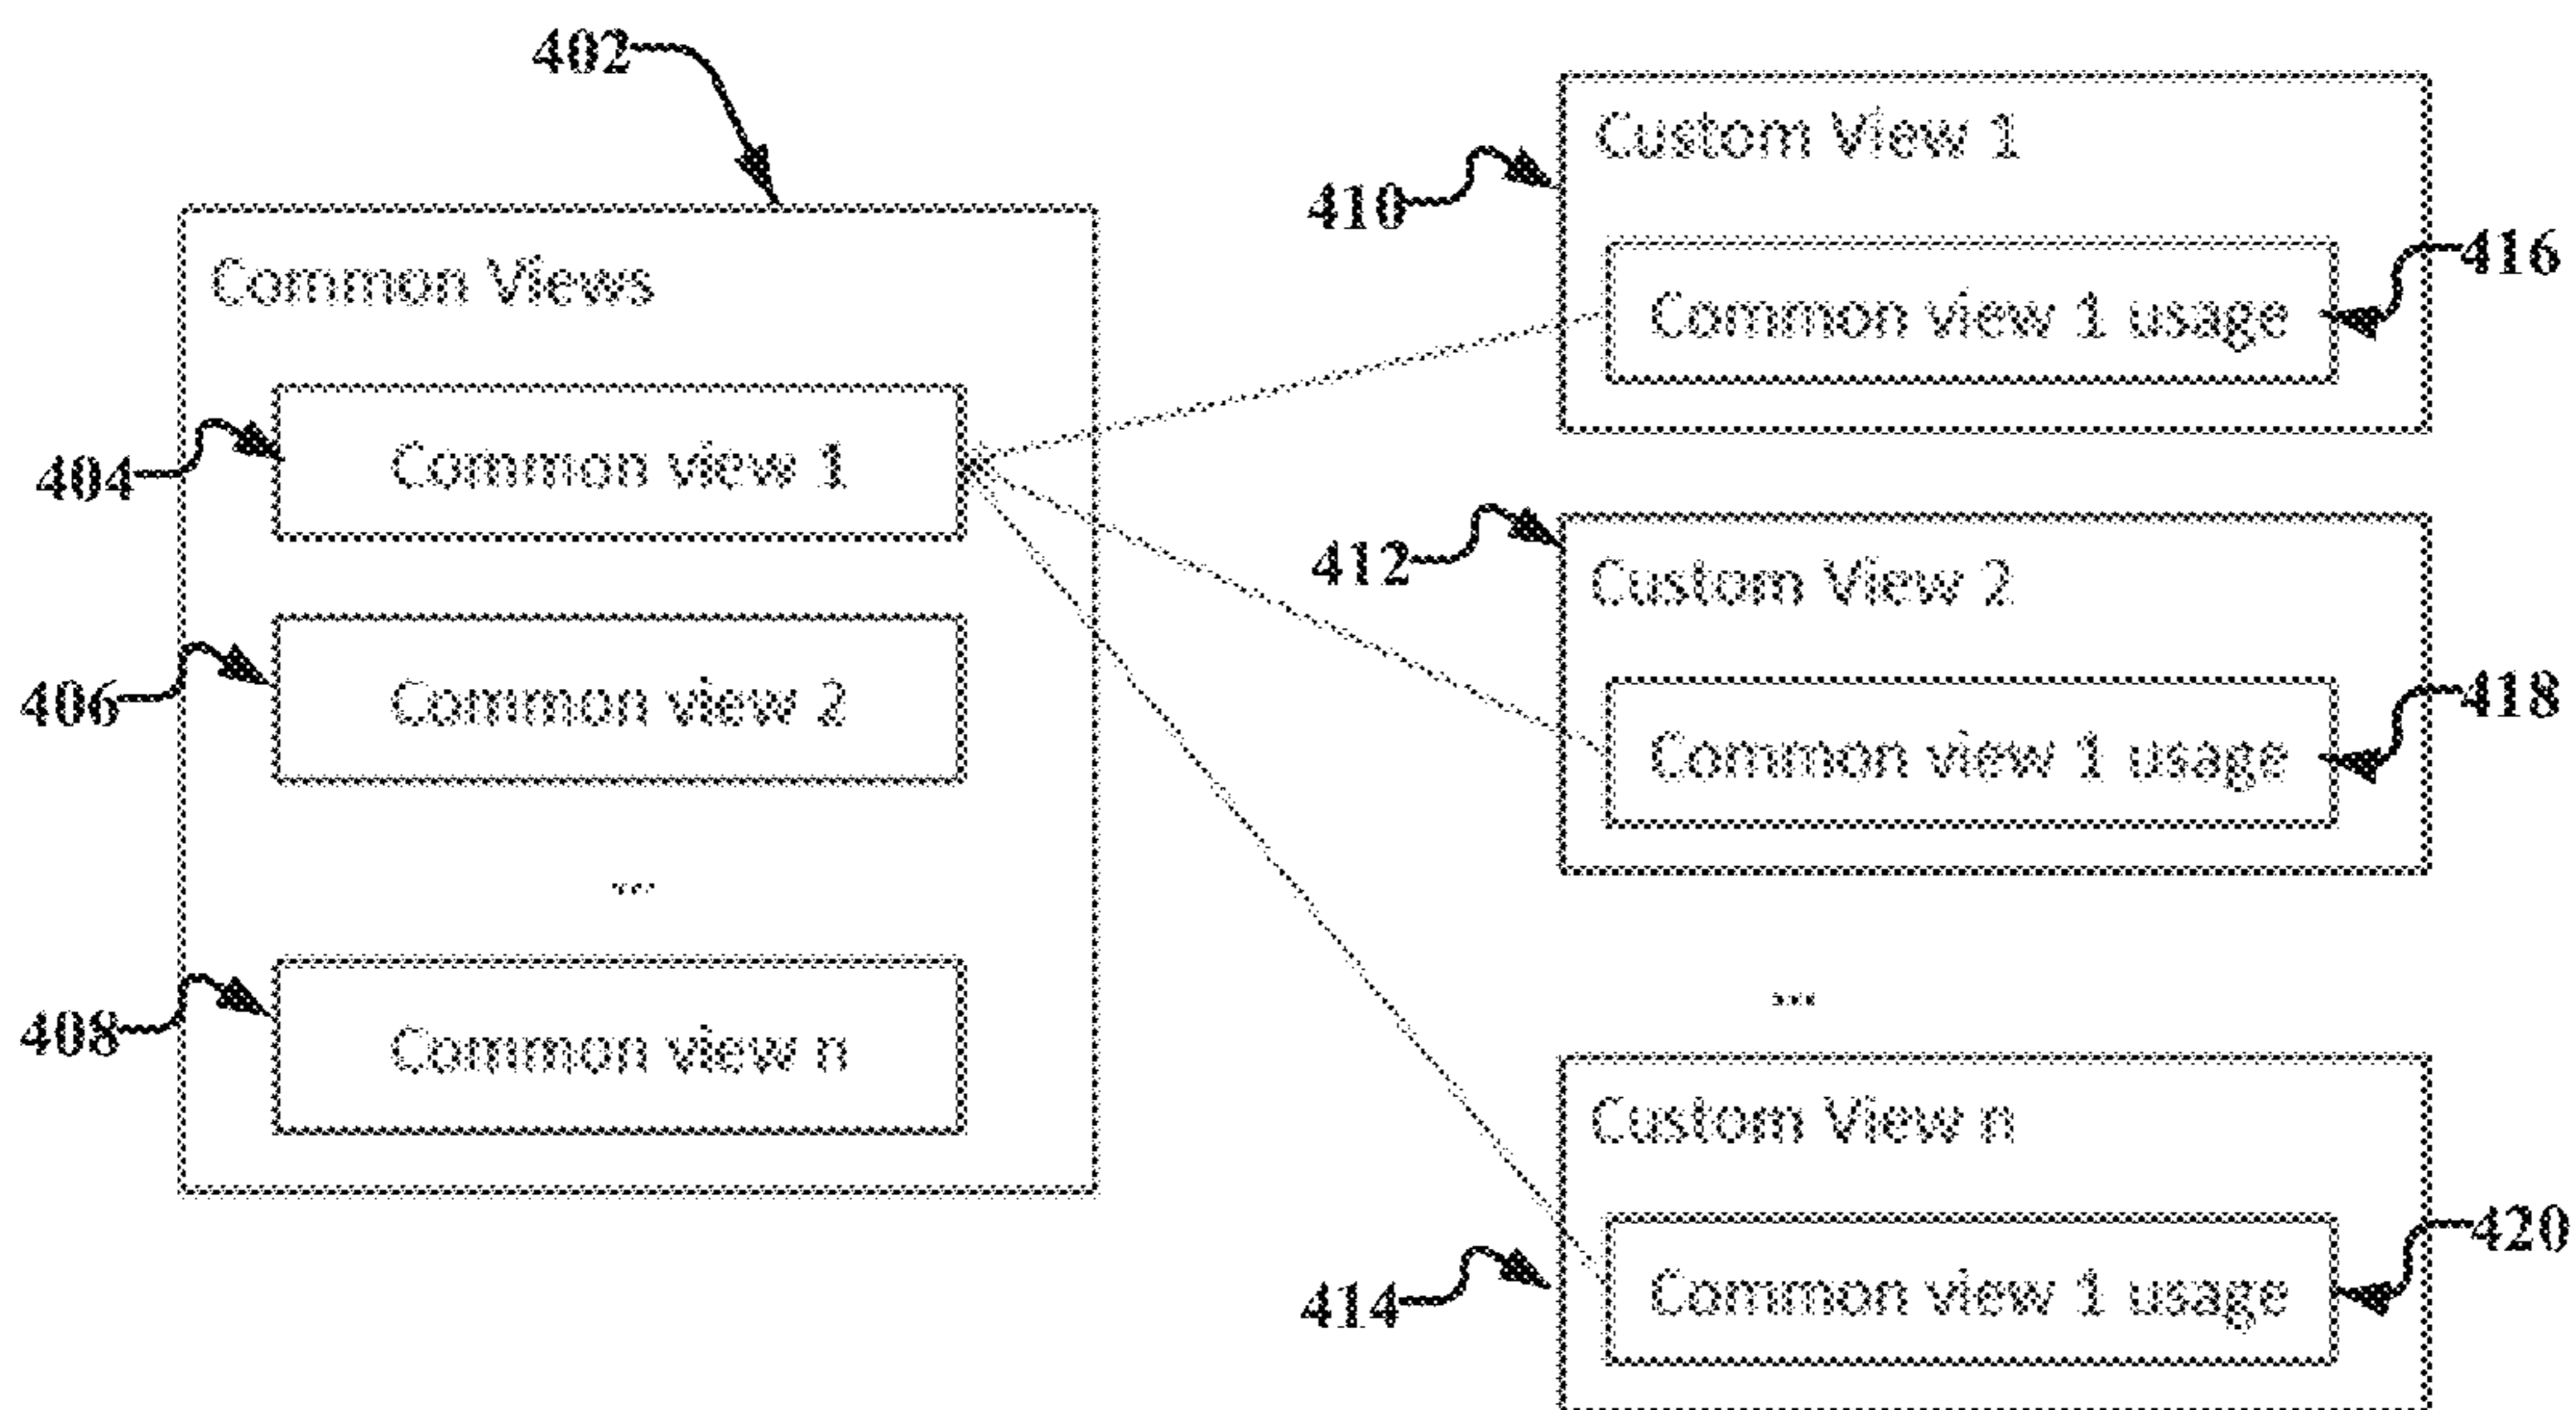 402
Common Views
404
Common view 1
406
Common view 2
...
408
Common view n
410
Custom View 1
416
Common view 1 usage
412
Custom View 2
418
Common view 1 usage
...
Custom View n
414
420
Common view 1 usage